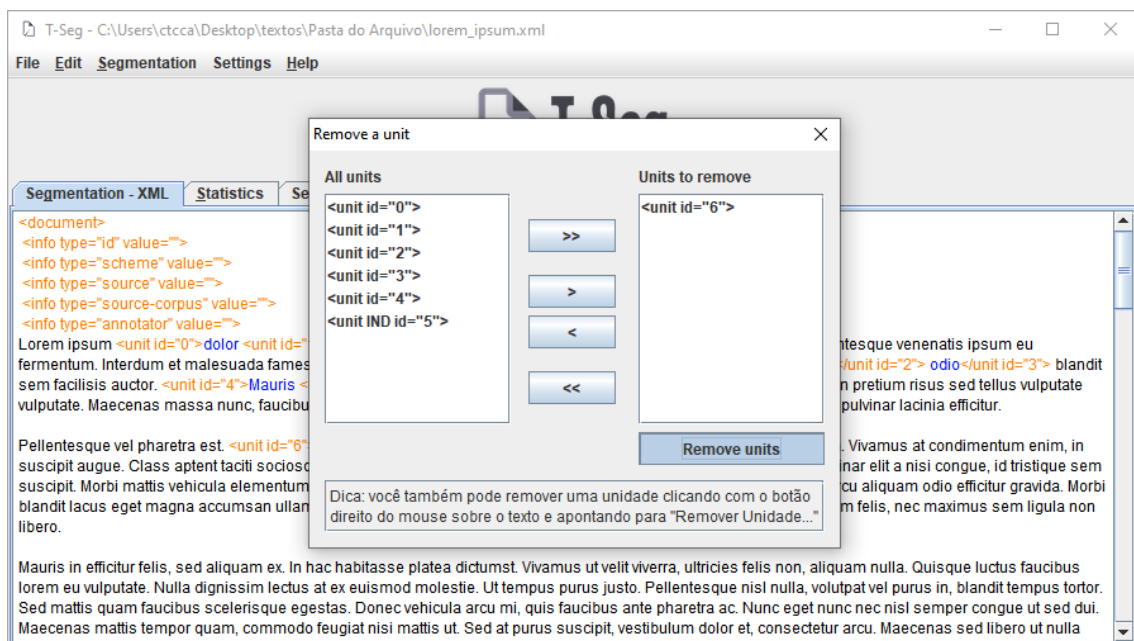 T-Seg - C:\Users\ctcca\Desktop\textos\Pasta do Arquivo\lorem_ipsum.xml
File Edit Segmentation Settings Help
T-Seg
Remove a unit
All units
<unit id="0">
<unit id="1">
<unit id="2">
<unit id="3">
<unit id="4">
<unit IND id="5">
>>
>
<
<<
Units to remove
<unit id="6">
Remove units
Dica: você também pode remover uma unidade clicando com o botão
direito do mouse sobre o texto e apontando para "Remover Unidade..."
Segmentation - XML Statistics Se
<document>
<info type="id" value="">
<info type="scheme" value="">
<info type="source" value="">
<info type="source-corpus" value="">
<info type="annotator" value="">
Lorem ipsum <unit id="0">dolor <unit id=" ntesque venenatis ipsum eu
fermentum. Interdum et malesuada fames /unit id="2"> odio</unit id="3"> blandit
sem facilisis auctor. <unit id="4">Mauris < n pretium risus sed tellus vulputate
vulputate. Maecenas massa nunc, faucibu pulvinar lacinia efficitur.
Pellentesque vel pharetra est. <unit id="6" . Vivamus at condimentum enim, in
suscipit augue. Class aptent taciti sociosq inar elit a nisi congue, id tristique sem
suscipit. Morbi mattis vehicula elementum rcu aliquam odio efficitur gravida. Morbi
blandit lacus eget magna accumsan ullam m felis, nec maximus sem ligula non
libero.
Mauris in efficitur felis, sed aliquam ex. In hac habitasse platea dictumst. Vivamus ut velit viverra, ultricies felis non, aliquam nulla. Quisque luctus faucibus
lorem eu vulputate. Nulla dignissim lectus at ex euismod molestie. Ut tempus purus justo. Pellentesque nisl nulla, volutpat vel purus in, blandit tempus tortor.
Sed mattis quam faucibus scelerisque egestas. Donec vehicula arcu mi, quis faucibus ante pharetra ac. Nunc eget nunc nec nisl semper congue ut sed dui.
Maecenas mattis tempor quam, commodo feugiat nisi mattis ut. Sed at purus suscipit, vestibulum dolor et, consectetur arcu. Maecenas sed libero ut nulla